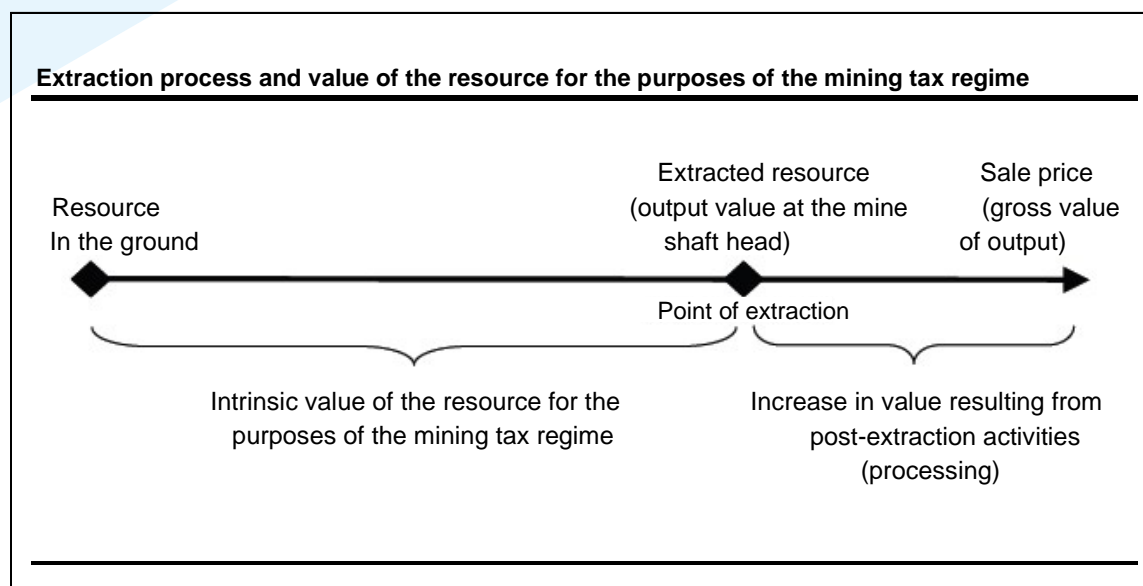 Extraction process and value of the resource for the purposes of the mining tax regime
Resource
In the ground
Extracted resource
(output value at the mine
shaft head)
Sale price
(gross value
of output)
Point of extraction
Intrinsic value of the resource for the
purposes of the mining tax regime
Increase in value resulting from
post-extraction activities
(processing)